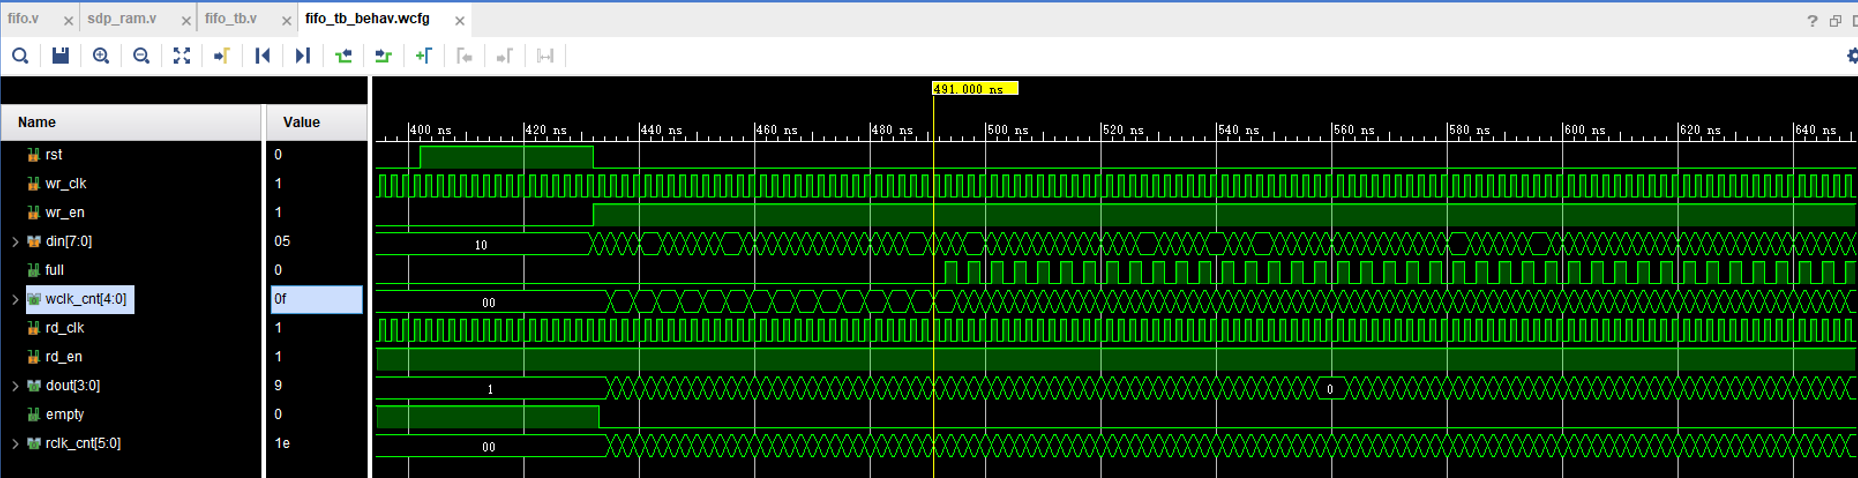 fifo.v sdp_ram.v fifo_tb.v fifo_tb_behav.wcfg
?
491.000 ns
Name Value
400 ns 420 ns 440 ns 460 ns 480 ns 500 ns 520 ns 540 ns 560 ns 580 ns 600 ns 620 ns 640 ns
rst 0
wr_clk 1
wr_en 1
din[7:0] 05 10
full 0
wclk_cnt[4:0] 0f 00
rd_clk 1
rd_en 1
dout[3:0] 9 1 0
empty 0
rclk_cnt[5:0] 1e 00